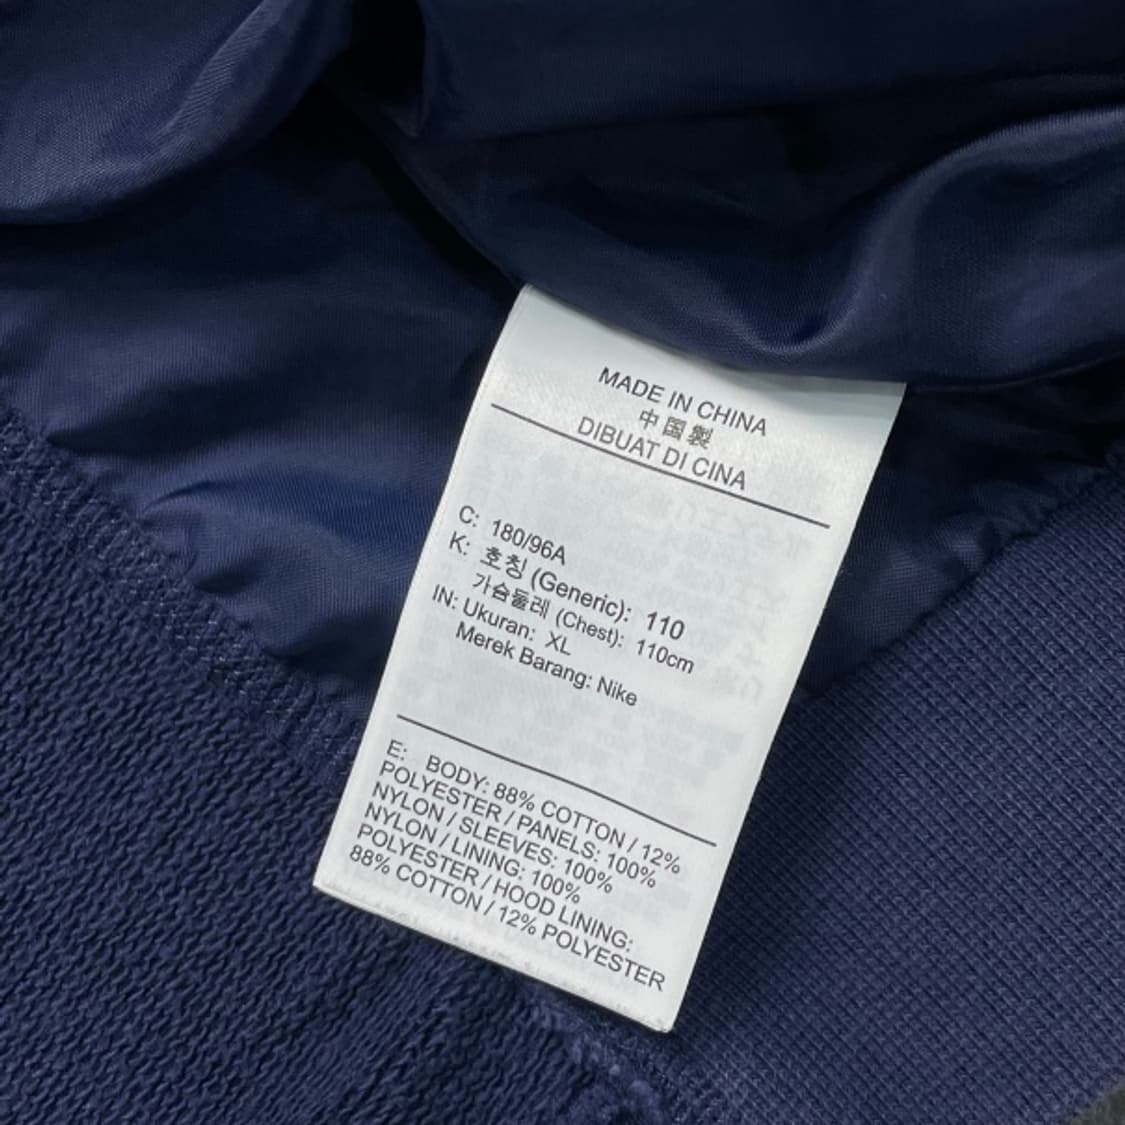 MADE IN CHINA
中国製
DIBUAT DI CINA
C: 180/96A
K: 호칭 (Generic): 110
가슴둘레 (Chest): 110cm
IN: Ukuran: XL
Merek Barang: Nike
E: BODY: 88% COTTON / 12%
POLYESTER / PANELS: 100%
NYLON / SLEEVES: 100%
NYLON / LINING: 100%
POLYESTER / HOOD LINING:
88% COTTON / 12% POLYESTER